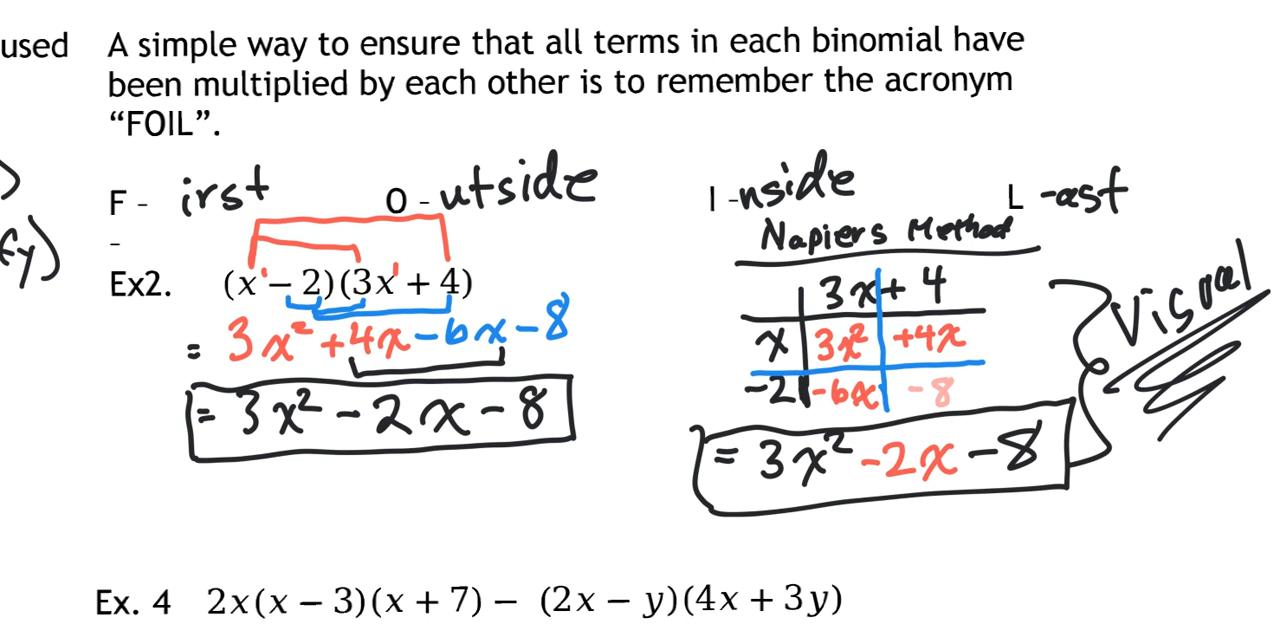 used A simple way to ensure that all terms in each binomial have
been multiplied by each other is to remember the acronym
“FOIL”.
F - irst O - utside I - nside L - ast
-
Napiers Method
Ex2. (x¹ − 2)(3x¹ + 4)
= 3x² + 4x − 6x − 8
= 3x² − 2x − 8
3x + 4
x 3x² +4x
−2 −6x −8
= 3x² − 2x − 8
Visual
Ex. 4 2x(x − 3)(x + 7) − (2x − y)(4x + 3y)